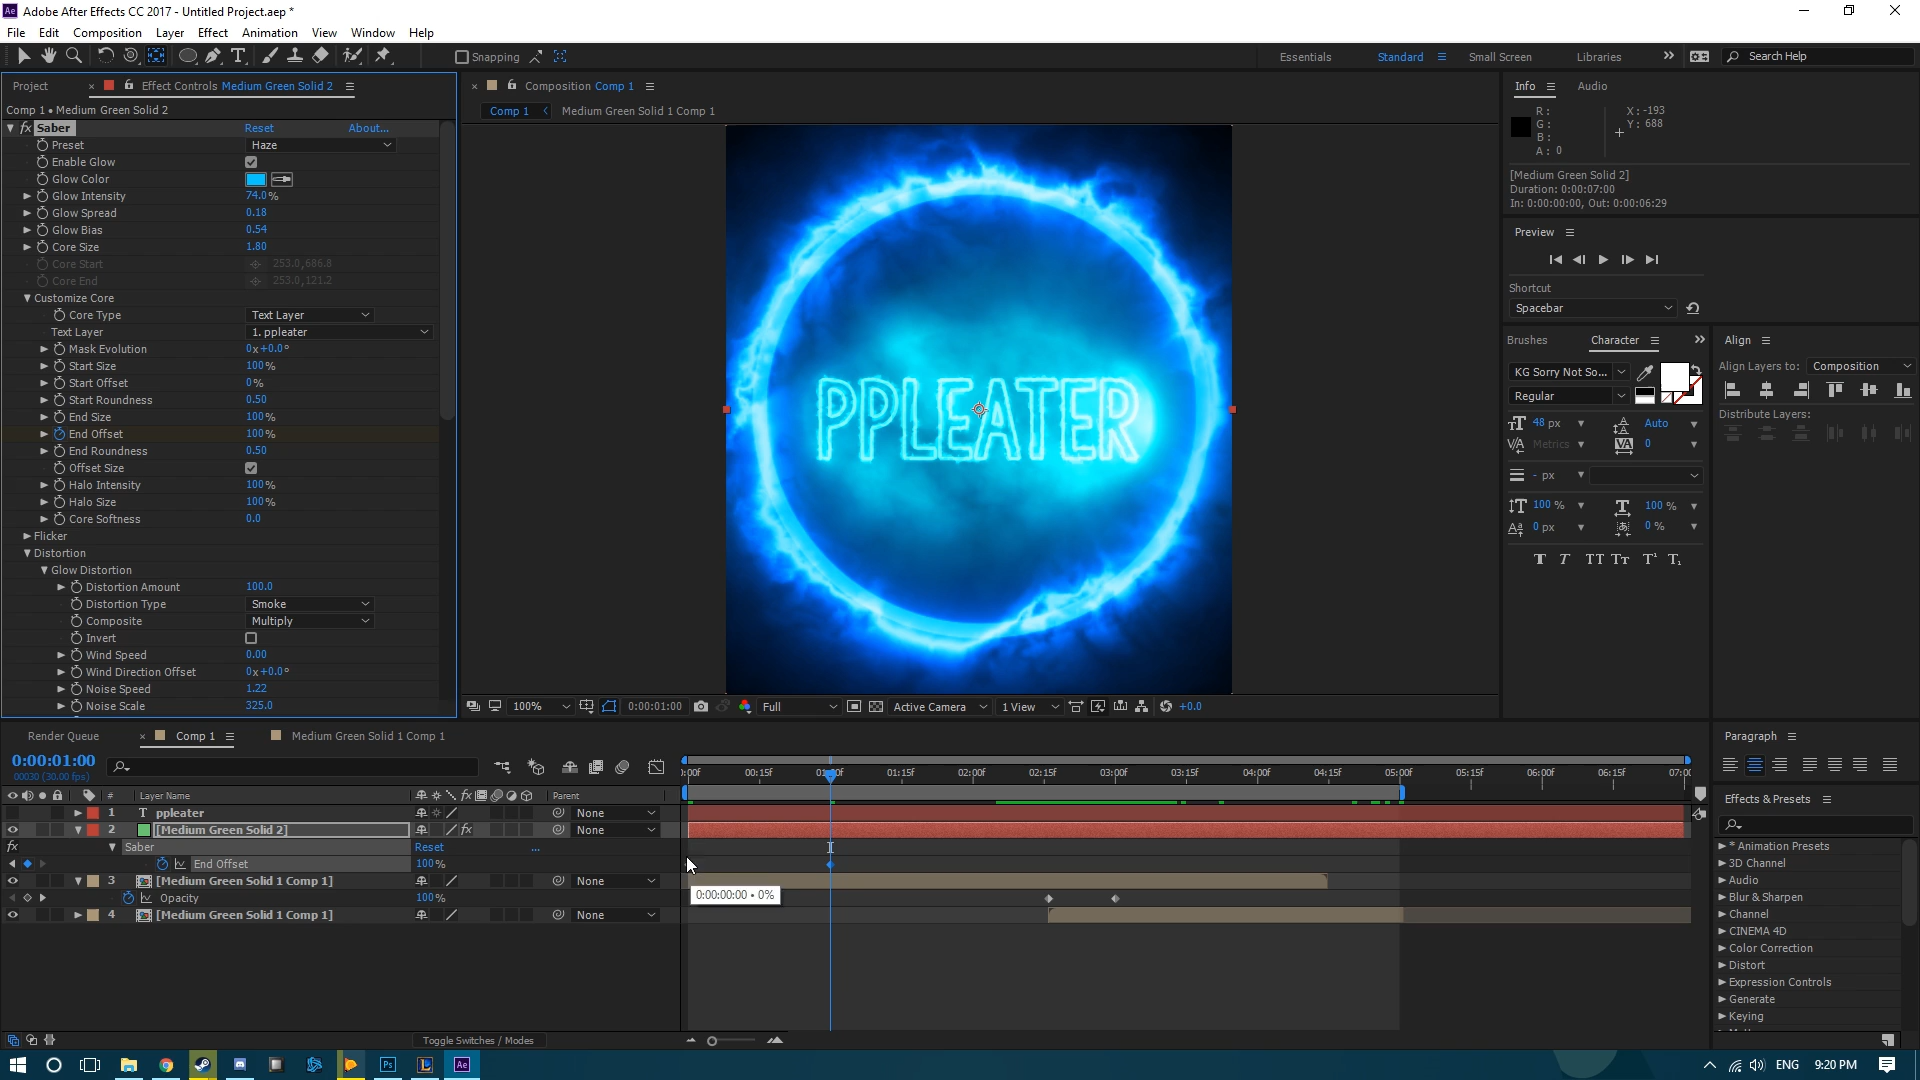 Adobe After Effects CC 2017 - Untitled Project.aep *
File Edit Composition Layer Effect Animation View Window Help
Snapping
Essentials Standard Small Screen Libraries Search Help
Project Effect Controls Medium Green Solid 2
Comp 1 • Medium Green Solid 2
Saber Reset About...
Preset Haze
Enable Glow
Glow Color
Glow Intensity 74.0 %
Glow Spread 0.18
Glow Bias 0.54
Core Size 1.80
Core Start 253.0,686.8
Core End 253.0,121.2
Customize Core
Core Type Text Layer
Text Layer 1. ppleater
Mask Evolution 0x+0.0°
Start Size 100 %
Start Offset 0 %
Start Roundness 0.50
End Size 100 %
End Offset 100 %
End Roundness 0.50
Offset Size
Halo Intensity 100 %
Halo Size 100 %
Core Softness 0.0
Flicker
Distortion
Glow Distortion
Distortion Amount 100.0
Distortion Type Smoke
Composite Multiply
Invert
Wind Speed 0.00
Wind Direction Offset 0x+0.0°
Noise Speed 1.22
Noise Scale 325.0
Composition Comp 1
Comp 1 Medium Green Solid 1 Comp 1
PPLEATER
100% 0:00:01:00 Full Active Camera 1 View +0.0
Info Audio
R: X: -193
G: Y: 688
B:
A: 0
[Medium Green Solid 2]
Duration: 0:00:07:00
In: 0:00:00:00, Out: 0:00:06:29
Preview
Shortcut
Spacebar
Brushes Character
KG Sorry Not So...
Regular
48 px Auto
Metrics 0
- px
100 % 100 %
0 px 0 %
T T TT Tt T¹ T₁
Align
Align Layers to: Composition
Distribute Layers:
Render Queue Comp 1 Medium Green Solid 1 Comp 1
0:00:01:00
00030 (30.00 fps)
# Layer Name Parent
1 T ppleater None
2 [Medium Green Solid 2] None
Saber Reset ...
End Offset 100 %
3 [Medium Green Solid 1 Comp 1] None
Opacity 100 %
4 [Medium Green Solid 1 Comp 1] None
00:15f 01:15f 02:00f 02:15f 03:00f 03:15f 04:00f 04:15f 05:00f 05:15f 06:00f 06:15f
0:00:00:00 • 0%
Toggle Switches / Modes
Paragraph
Effects & Presets
* Animation Presets
3D Channel
Audio
Blur & Sharpen
Channel
CINEMA 4D
Color Correction
Distort
Expression Controls
Generate
Keying
ENG 9:20 PM